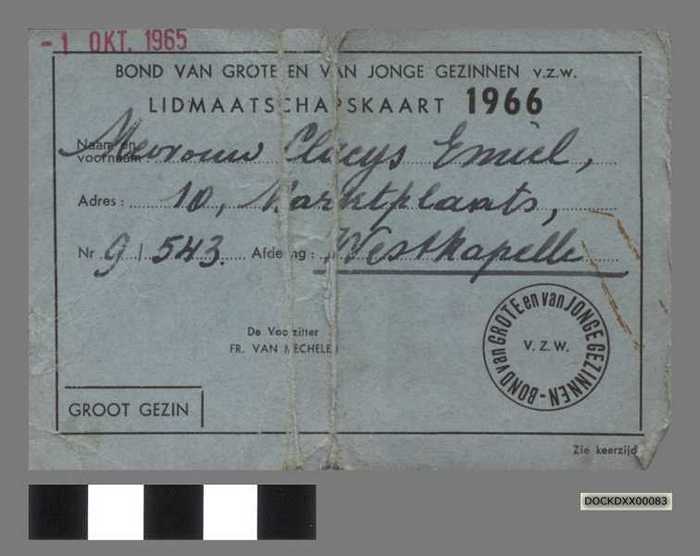 -1 OKT. 1965
BOND VAN GROTE EN VAN JONGE GEZINNEN v.z.w.
LIDMAATSCHAPSKAART 1966
Naam en voornaam: Mevrouw Claeys Emiel,
Adres: 10, Marktplaats,
Nr 9/543. Afdeling: Westkapelle
De Voorzitter
FR. VAN MECHELEN
BOND van GROTE en van JONGE GEZINNEN -
V.Z.W.
GROOT GEZIN
Zie keerzijd
DOCKDXX00083